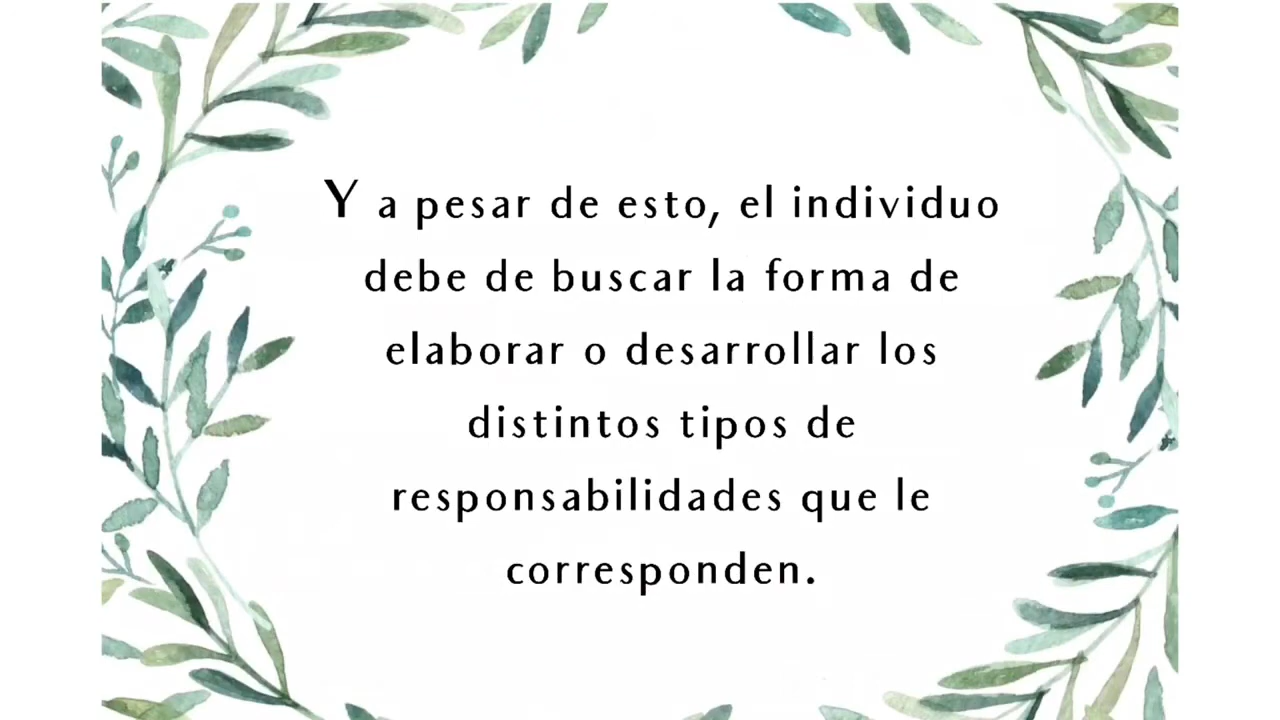 Y a pesar de esto, el individuo
debe de buscar la forma de
elaborar o desarrollar los
distintos tipos de
responsabilidades que le
corresponden.